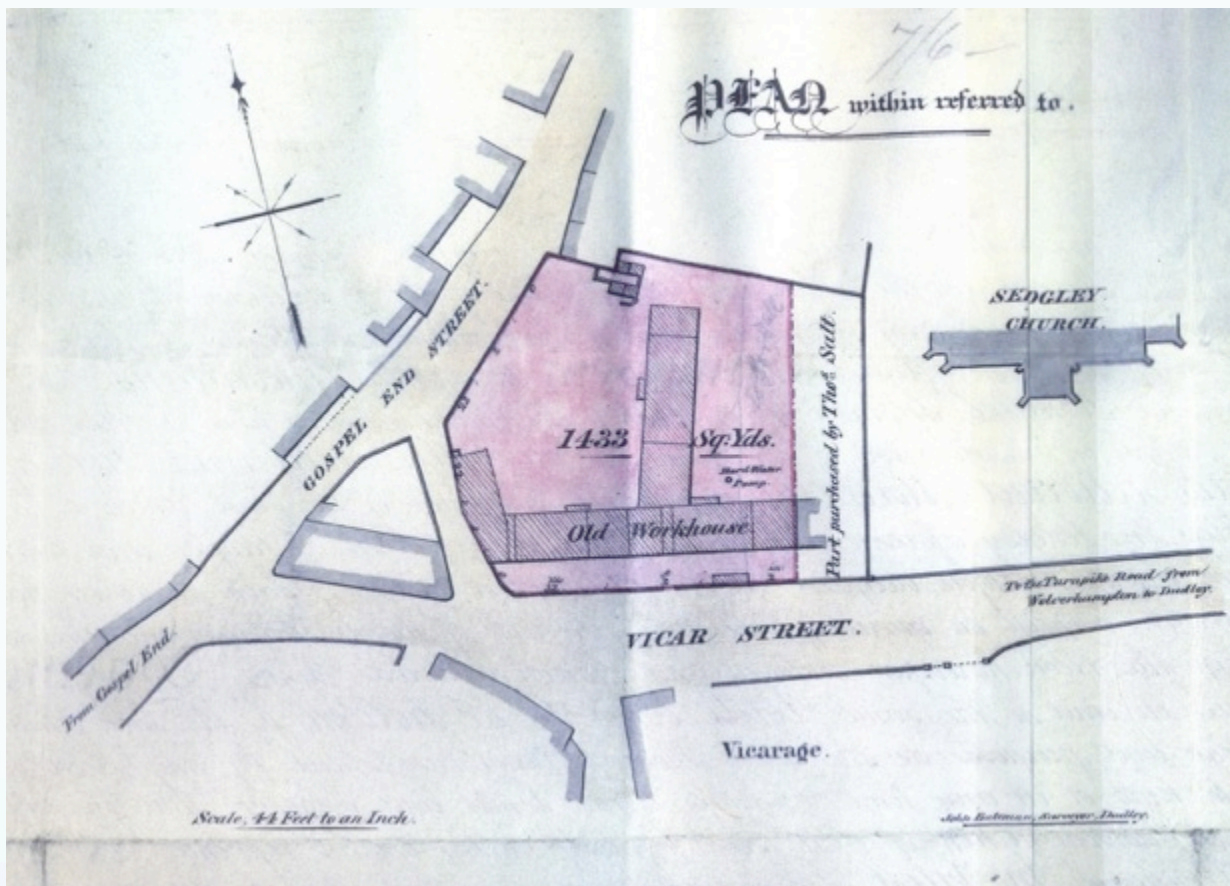 7/6 —
PLAN within referred to.
SEDGLEY
CHURCH.
GOSPEL END STREET.
1433 Sq. Yds.
Hard Water
Pump.
Old Workhouse.
Part purchased by Thos. Salt.
To the Turnpike Road from
Wolverhampton to Dudley.
VICAR STREET.
From Gospel End.
Vicarage.
Scale, 44 Feet to an Inch.
John Bateman, Surveyor, Dudley.